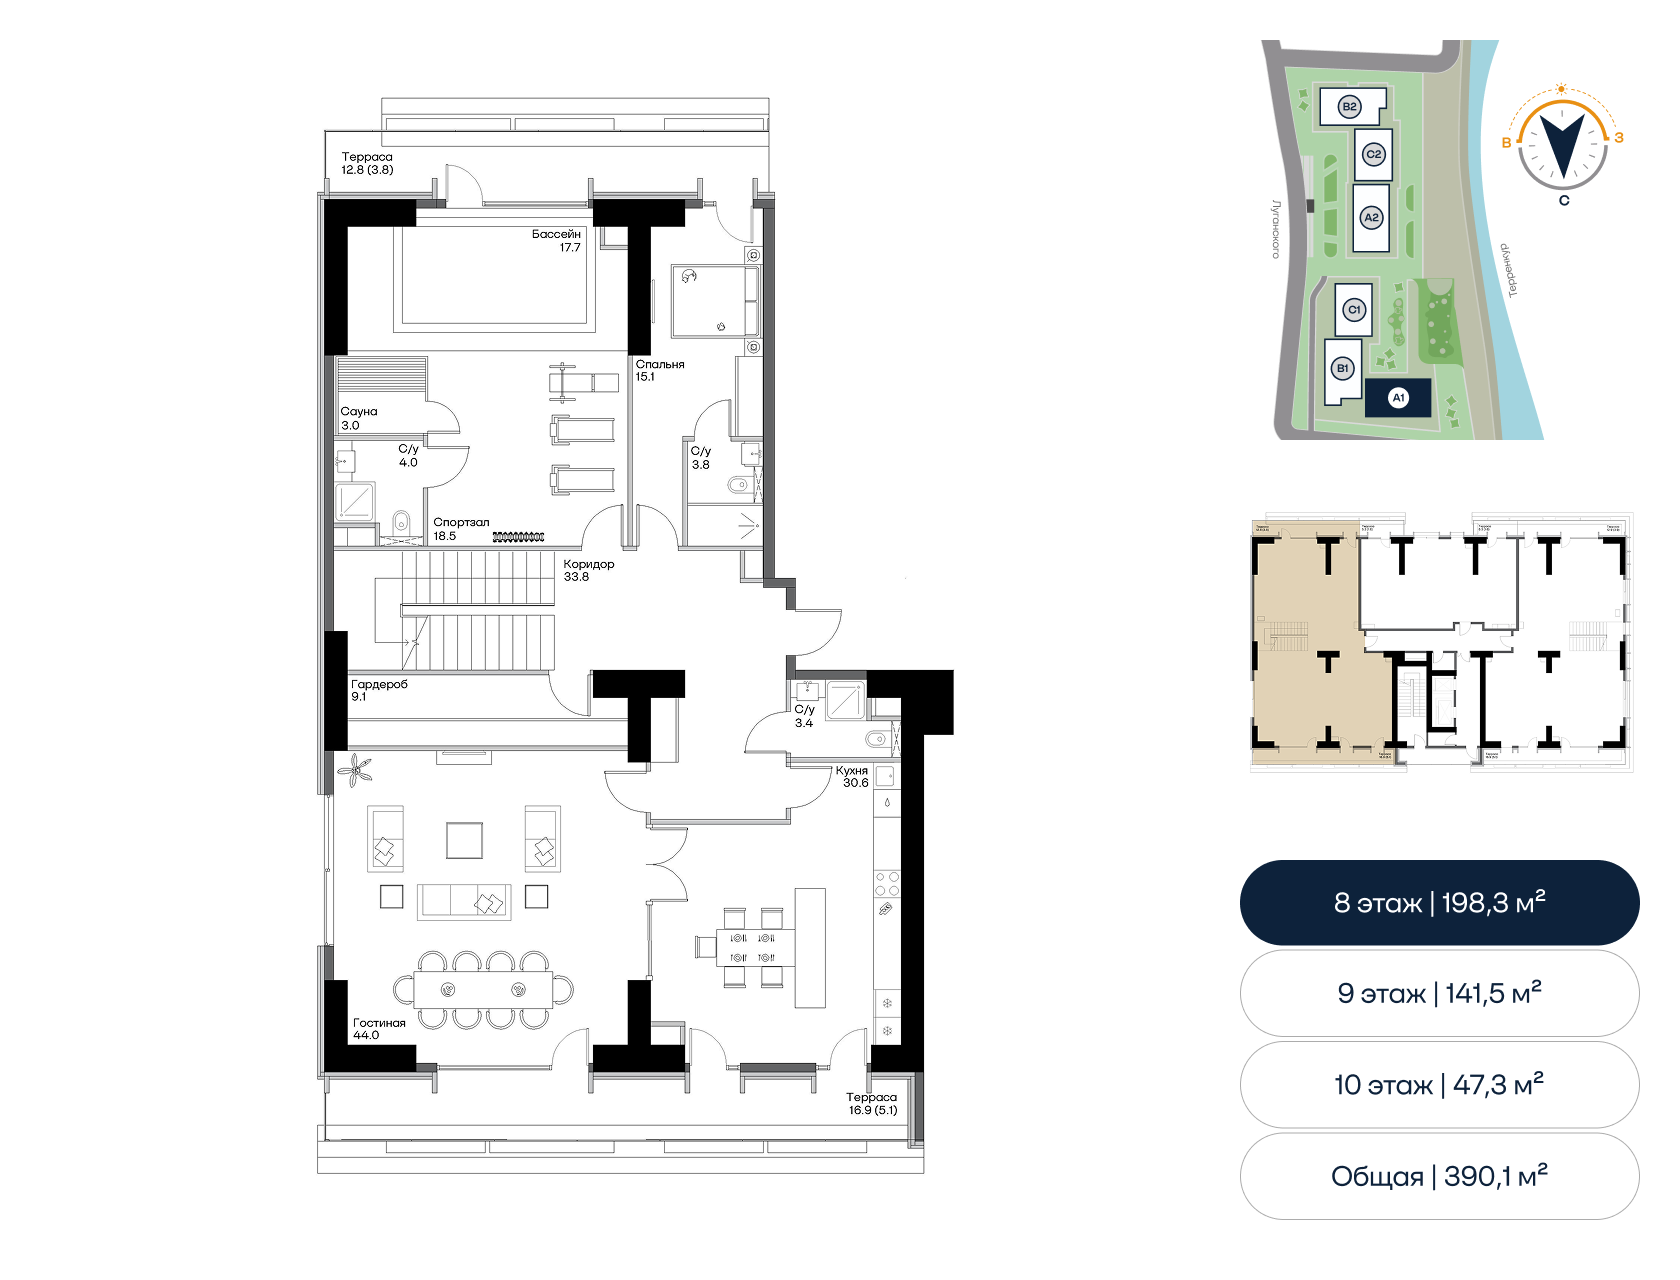 Терраса
12.8 (3.8)
Бассейн
17.7
Спальня
15.1
Сауна
3.0
С/у
4.0
С/у
3.8
Спортзал
18.5
Коридор
33.8
Гардероб
9.1
С/у
3.4
Кухня
30.6
Гостиная
44.0
Терраса
16.9 (5.1)
B2
C2
A2
C1
B1
A1
Луганского
Терренкур
В
З
С
8 этаж | 198,3 м²
9 этаж | 141,5 м²
10 этаж | 47,3 м²
Общая | 390,1 м²